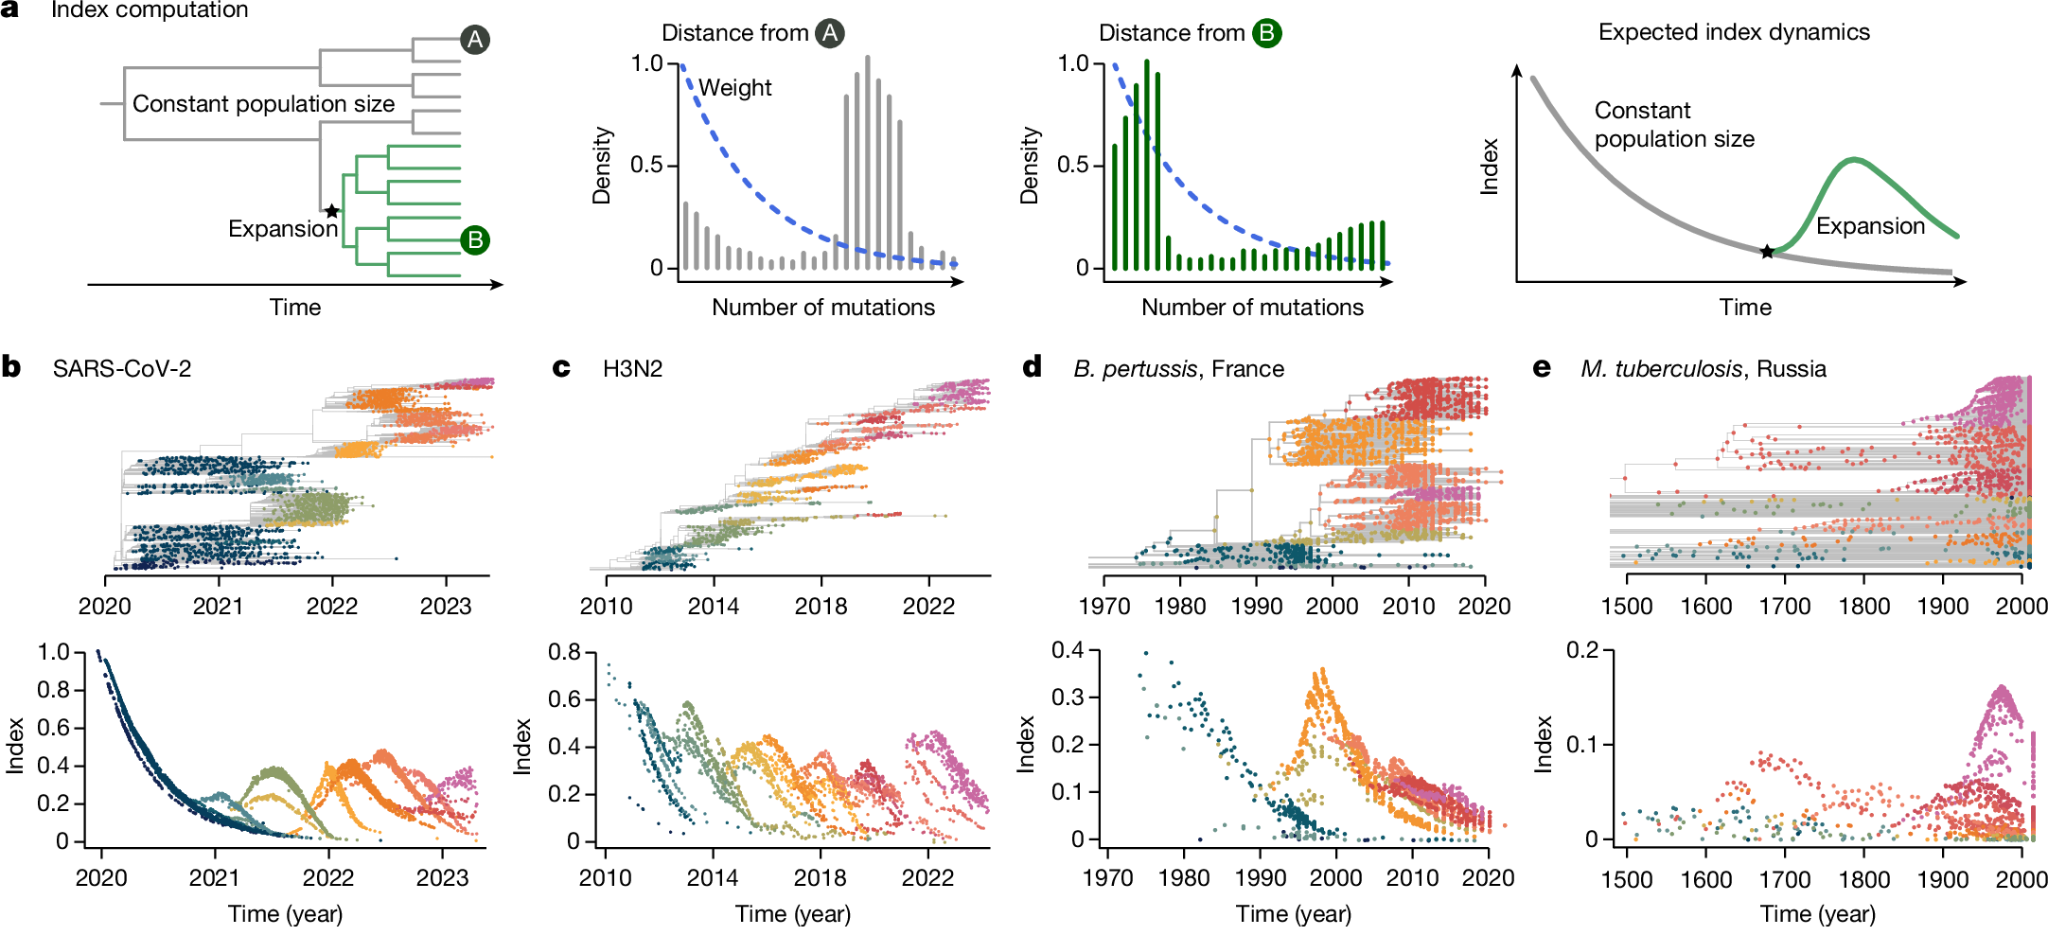 a Index computation
A
Constant population size
Expansion
B
Time
Distance from A
1.0
Weight
0.5
0
Density
Number of mutations
Distance from B
1.0
0.5
0
Density
Number of mutations
Expected index dynamics
Constant
population size
Expansion
Index
Time
b SARS-CoV-2
2020 2021 2022 2023
1.0
0.8
0.6
0.4
0.2
0
Index
2020 2021 2022 2023
Time (year)
c H3N2
2010 2014 2018 2022
0.8
0.6
0.4
0.2
0
Index
2010 2014 2018 2022
Time (year)
d B. pertussis, France
1970 1980 1990 2000 2010 2020
0.4
0.3
0.2
0.1
0
Index
1970 1980 1990 2000 2010 2020
Time (year)
e M. tuberculosis, Russia
1500 1600 1700 1800 1900 2000
0.2
0.1
0
Index
1500 1600 1700 1800 1900 2000
Time (year)